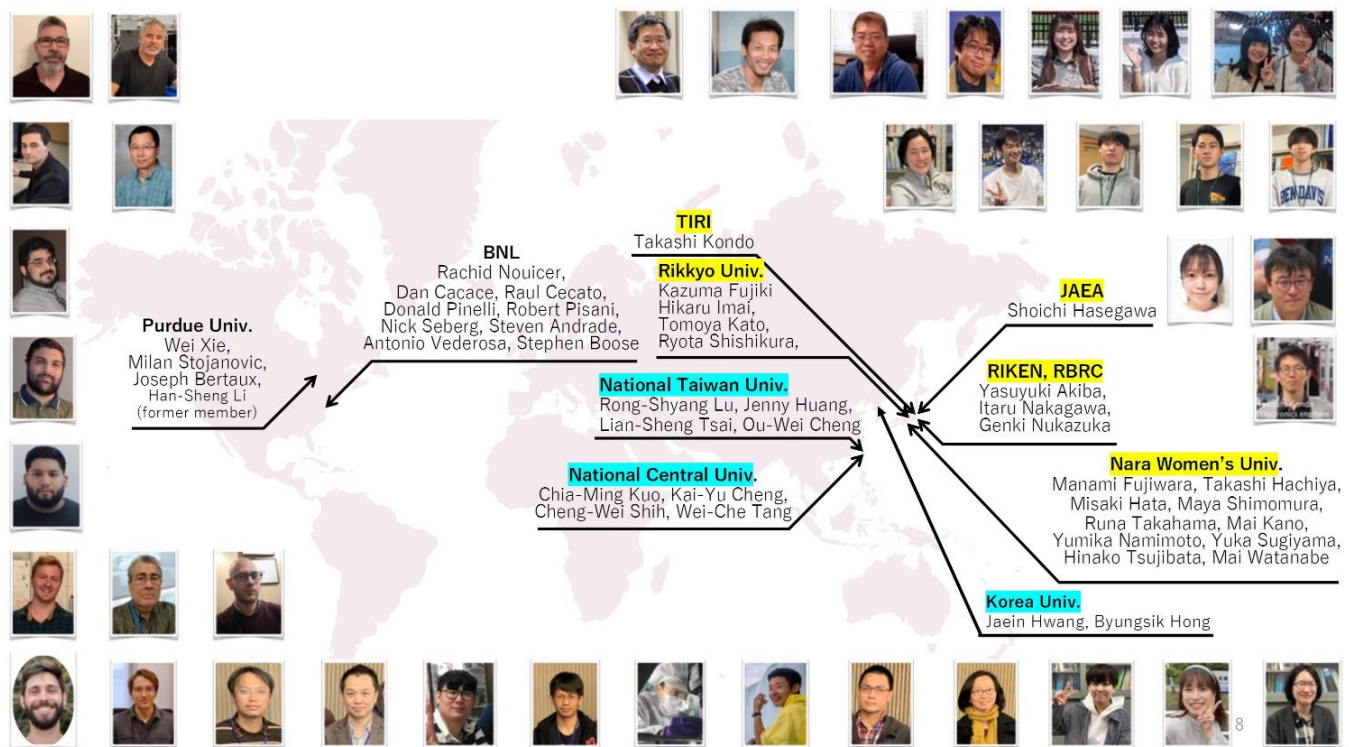 TIRI
Takashi Kondo
BNL
Rachid Nouicer,
Dan Cacace, Raul Cecato,
Donald Pinelli, Robert Pisani,
Nick Seberg, Steven Andrade,
Antonio Vederosa, Stephen Boose
Rikkyo Univ.
Kazuma Fujiki
Hikaru Imai,
Tomoya Kato,
Ryota Shishikura,
JAEA
Shoichi Hasegawa
Purdue Univ.
Wei Xie,
Milan Stojanovic,
Joseph Bertaux,
Han-Sheng Li
(former member)
National Taiwan Univ.
Rong-Shyang Lu, Jenny Huang,
Lian-Sheng Tsai, Ou-Wei Cheng
RIKEN, RBRC
Yasuyuki Akiba,
Itaru Nakagawa,
Genki Nukazuka
National Central Univ.
Chia-Ming Kuo, Kai-Yu Cheng,
Cheng-Wei Shih, Wei-Che Tang
Nara Women's Univ.
Manami Fujiwara, Takashi Hachiya,
Misaki Hata, Maya Shimomura,
Runa Takahama, Mai Kano,
Yumika Namimoto, Yuka Sugiyama,
Hinako Tsujibata, Mai Watanabe
Korea Univ.
Jaein Hwang, Byungsik Hong
8